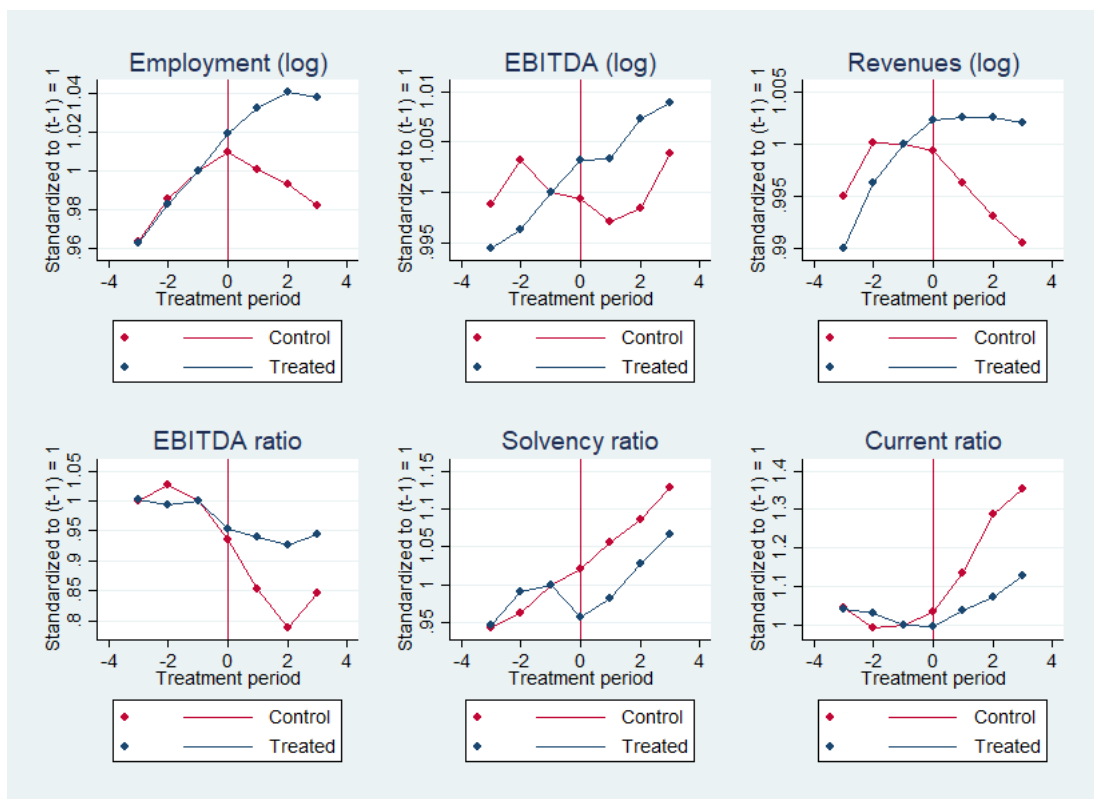 Employment (log)
Standardized to (t-1) = 1
.96 .98 1 1.02 1.04
-4 -2 0 2 4
Treatment period
Control
Treated
EBITDA (log)
Standardized to (t-1) = 1
.995 1 1.005 1.01
-4 -2 0 2 4
Treatment period
Control
Treated
Revenues (log)
Standardized to (t-1) = 1
.99 .995 1 1.005
-4 -2 0 2 4
Treatment period
Control
Treated
EBITDA ratio
Standardized to (t-1) = 1
.8 .85 .9 .95 1 1.05
-4 -2 0 2 4
Treatment period
Control
Treated
Solvency ratio
Standardized to (t-1) = 1
.95 1 1.05 1.1 1.15
-4 -2 0 2 4
Treatment period
Control
Treated
Current ratio
Standardized to (t-1) = 1
1 1.1 1.2 1.3 1.4
-4 -2 0 2 4
Treatment period
Control
Treated